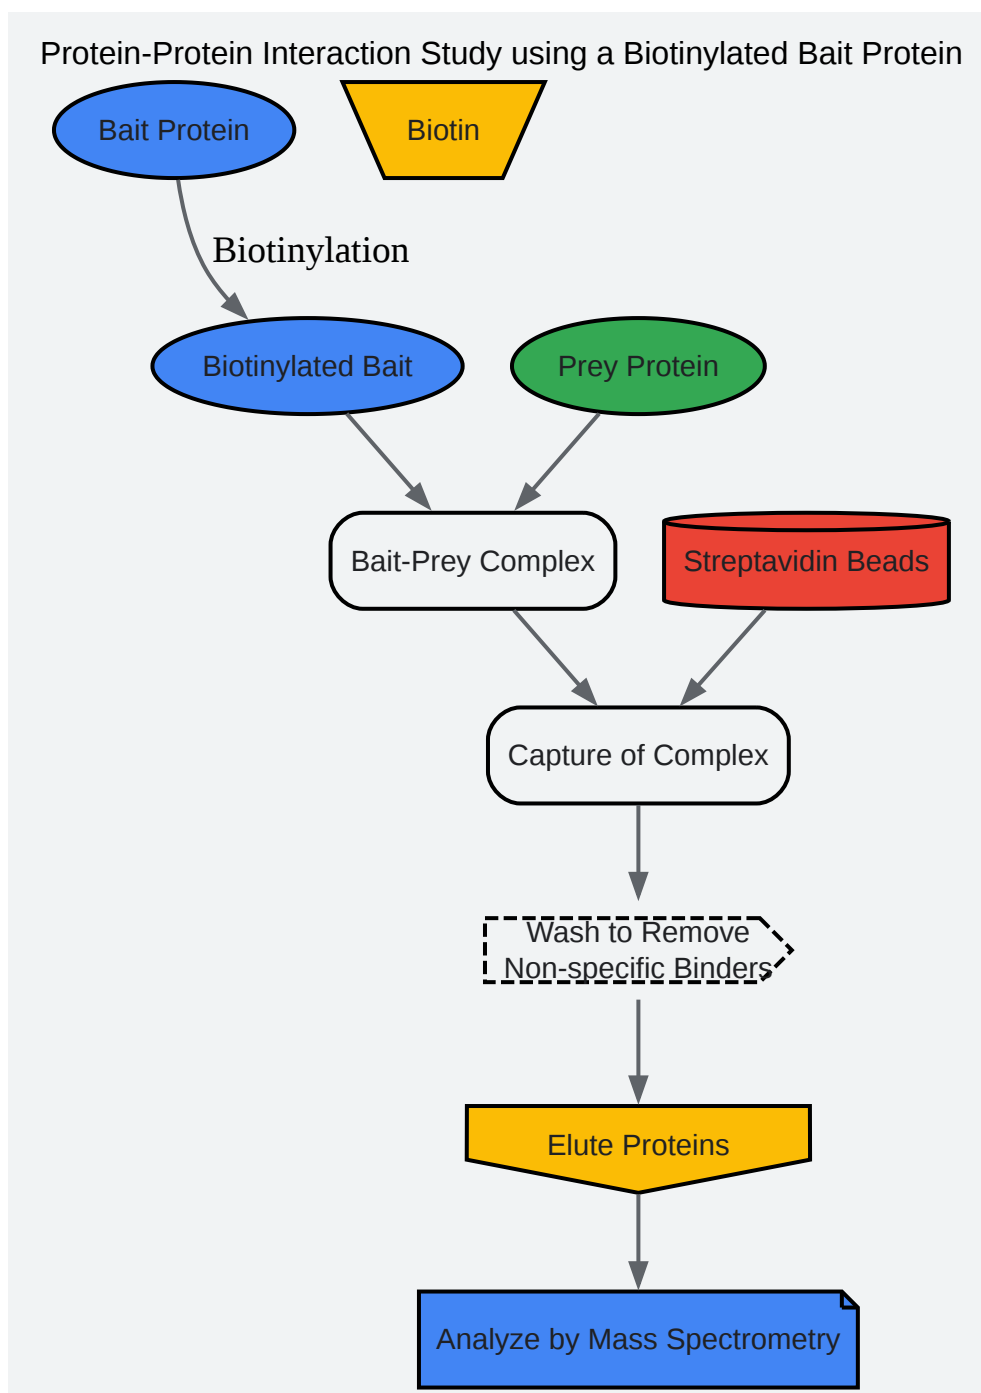 Protein-Protein Interaction Study using a Biotinylated Bait Protein
Bait Protein
Biotin
Biotinylation
Biotinylated Bait
Prey Protein
Bait-Prey Complex
Streptavidin Beads
Capture of Complex
Wash to Remove
Non-specific Binders
Elute Proteins
Analyze by Mass Spectrometry